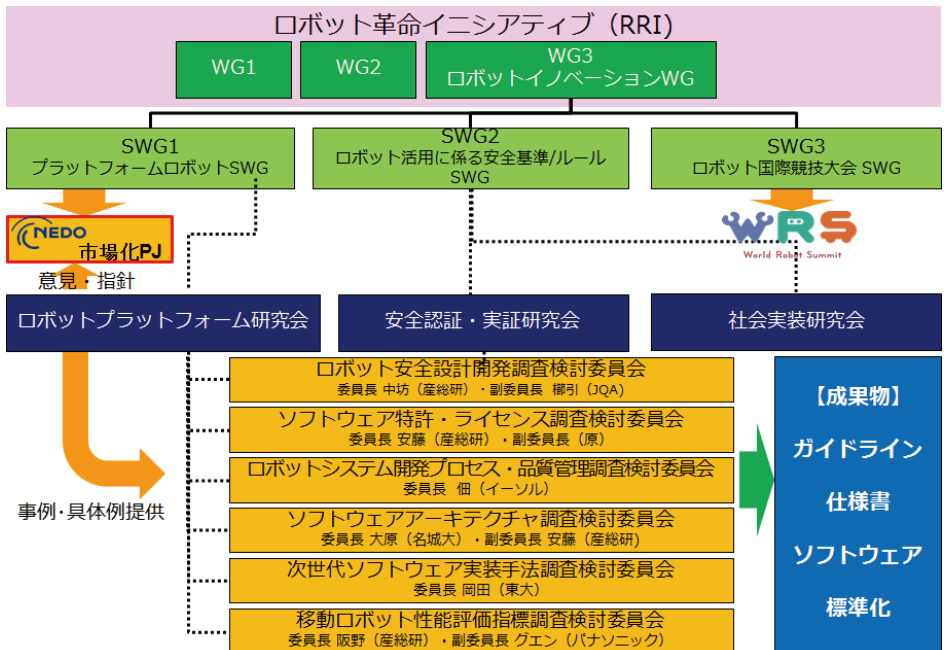 ロボット革命イニシアティブ（RRI)
WG1
WG2
WG3
ロボットイノベーションWG
SWG1
プラットフォームロボットSWG
SWG2
ロボット活用に係る安全基準/ルール
SWG
SWG3
ロボット国際競技大会 SWG
NEDO
市場化PJ
WRS
World Robot Summit
意見・指針
ロボットプラットフォーム研究会
安全認証・実証研究会
社会実装研究会
ロボット安全設計開発調査検討委員会
委員長 中坊（産総研）・副委員長 櫛引（JQA)
ソフトウェア特許・ライセンス調査検討委員会
委員長 安藤（産総研）・副委員長（原）
ロボットシステム開発プロセス・品質管理調査検討委員会
委員長 佃（イーソル）
ソフトウェアアーキテクチャ調査検討委員会
委員長 大原（名城大）・副委員長 安藤（産総研)
次世代ソフトウェア実装手法調査検討委員会
委員長 岡田（東大）
移動ロボット性能評価指標調査検討委員会
委員長 阪野（産総研）・副委員長 グエン（パナソニック）
事例・具体例提供
【成果物】
ガイドライン
仕様書
ソフトウェア
標準化